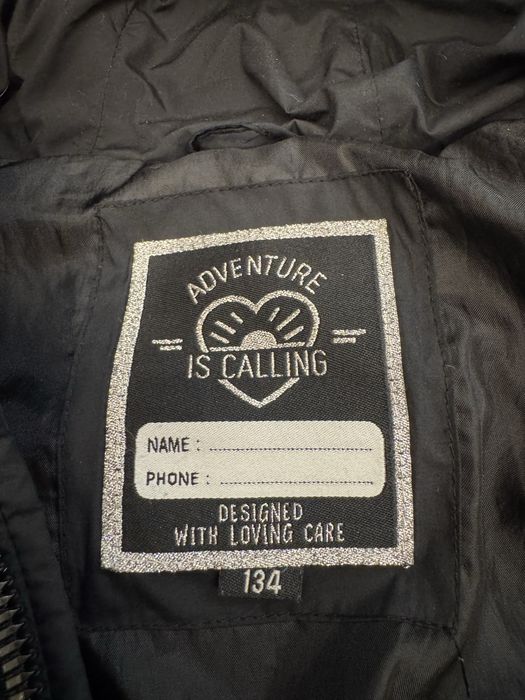 ADVENTURE
IS CALLING
NAME : ........................................
PHONE : ........................................
DESIGNED
WITH LOVING CARE
134